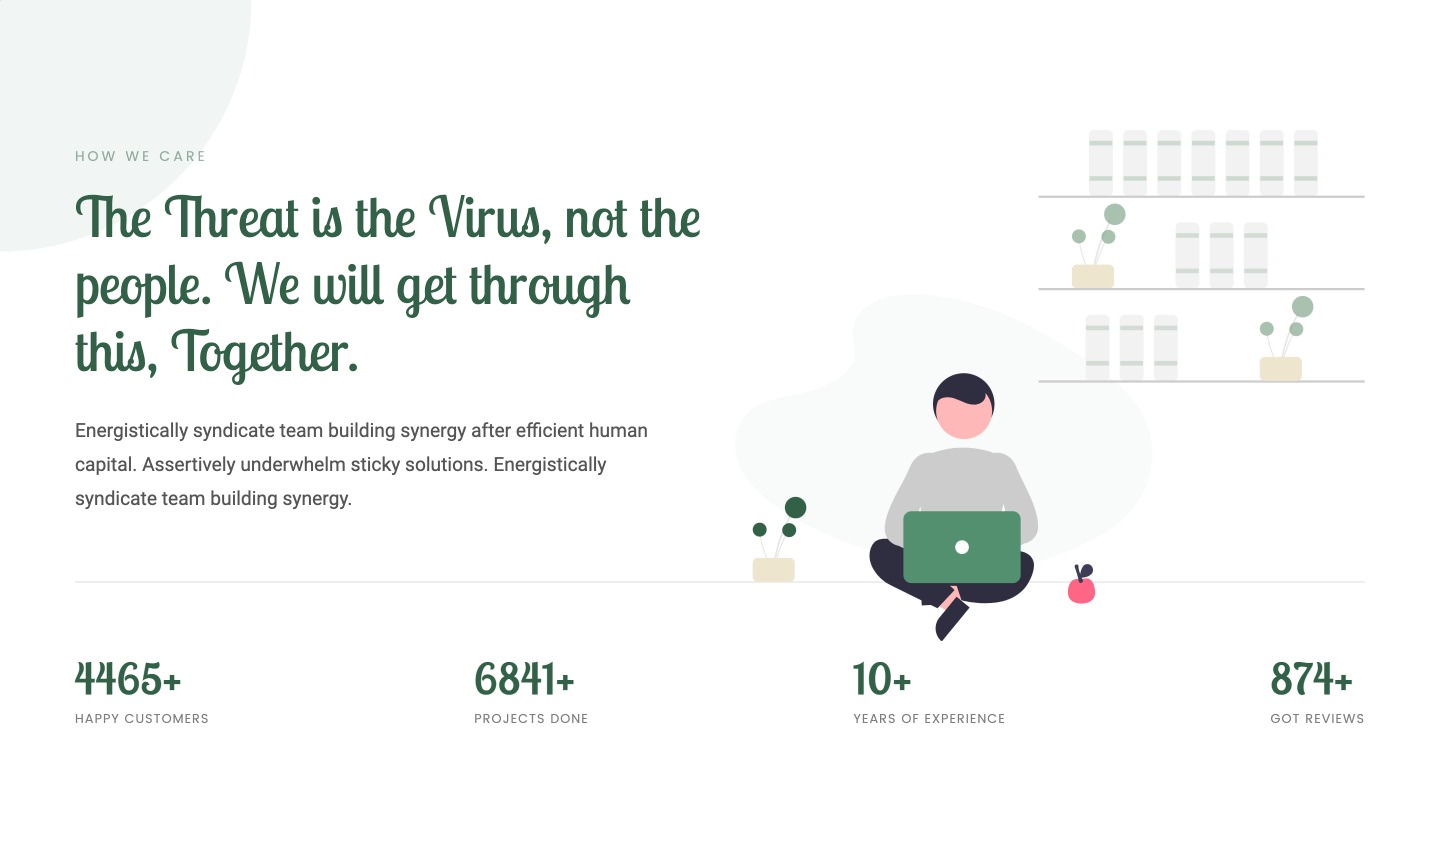 HOW WE CARE
The Threat is the Virus, not the
people. We will get through
this, Together.
Energistically syndicate team building synergy after efficient human
capital. Assertively underwhelm sticky solutions. Energistically
syndicate team building synergy.
4465+
HAPPY CUSTOMERS
6841+
PROJECTS DONE
10+
YEARS OF EXPERIENCE
874+
GOT REVIEWS